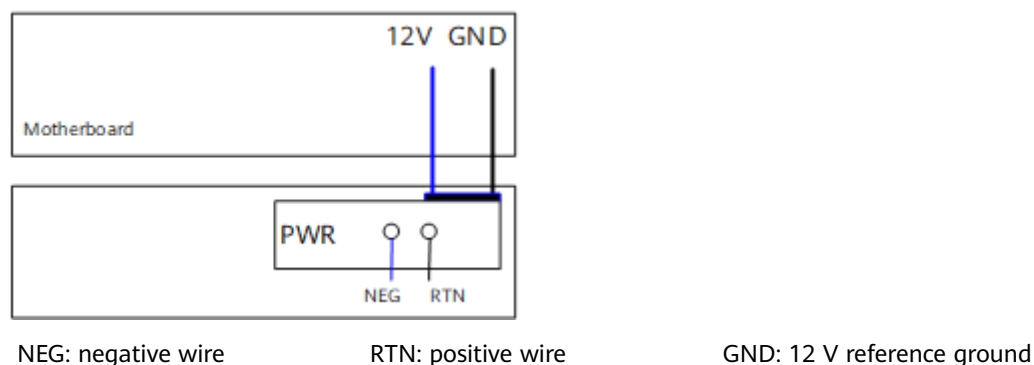 12V GND
Motherboard
PWR
NEG RTN
NEG: negative wire RTN: positive wire GND: 12 V reference ground